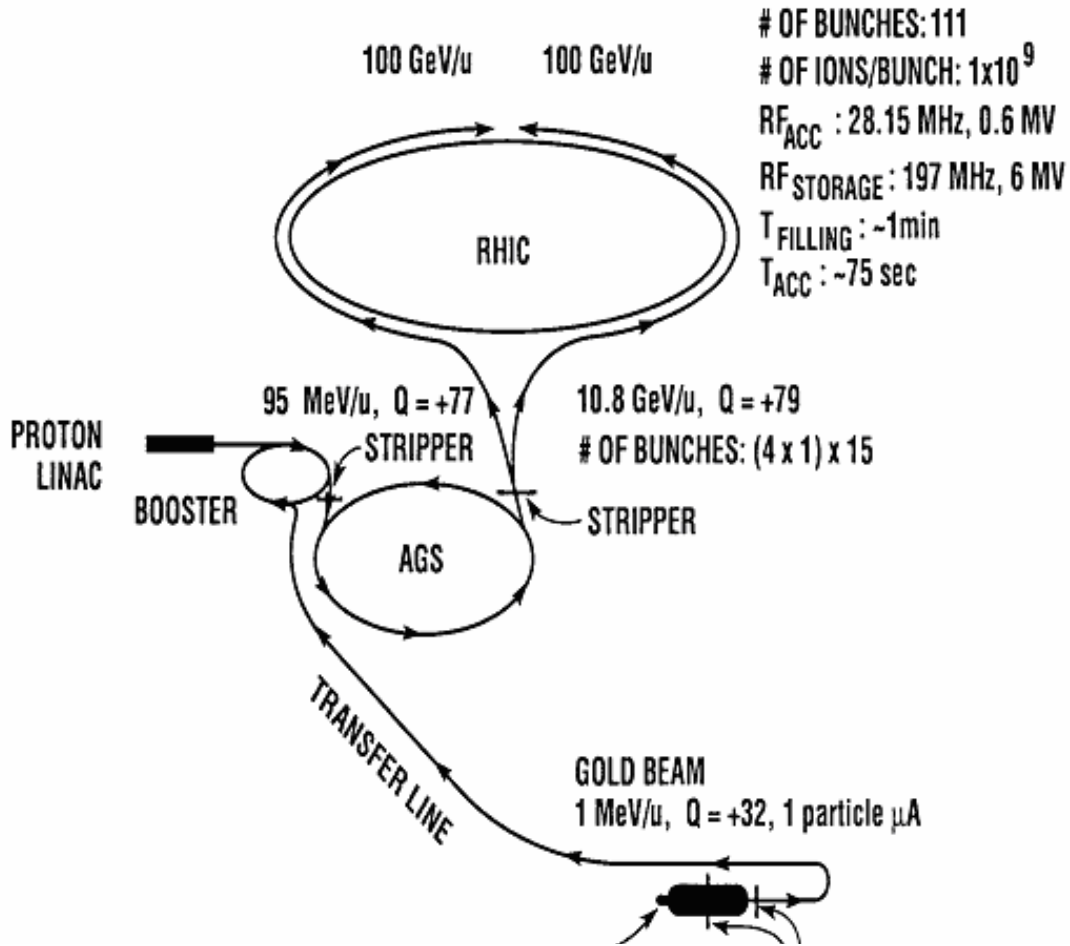 # OF BUNCHES: 111
100 GeV/u 100 GeV/u
# OF IONS/BUNCH: 1x10⁹
RF_ACC : 28.15 MHz, 0.6 MV
RF_STORAGE : 197 MHz, 6 MV
T_FILLING : ~1min
T_ACC : ~75 sec
RHIC
95 MeV/u, Q = +77
10.8 GeV/u, Q = +79
# OF BUNCHES: (4 x 1) x 15
PROTON
LINAC
STRIPPER
BOOSTER
STRIPPER
AGS
TRANSFER LINE
GOLD BEAM
1 MeV/u, Q = +32, 1 particle μA